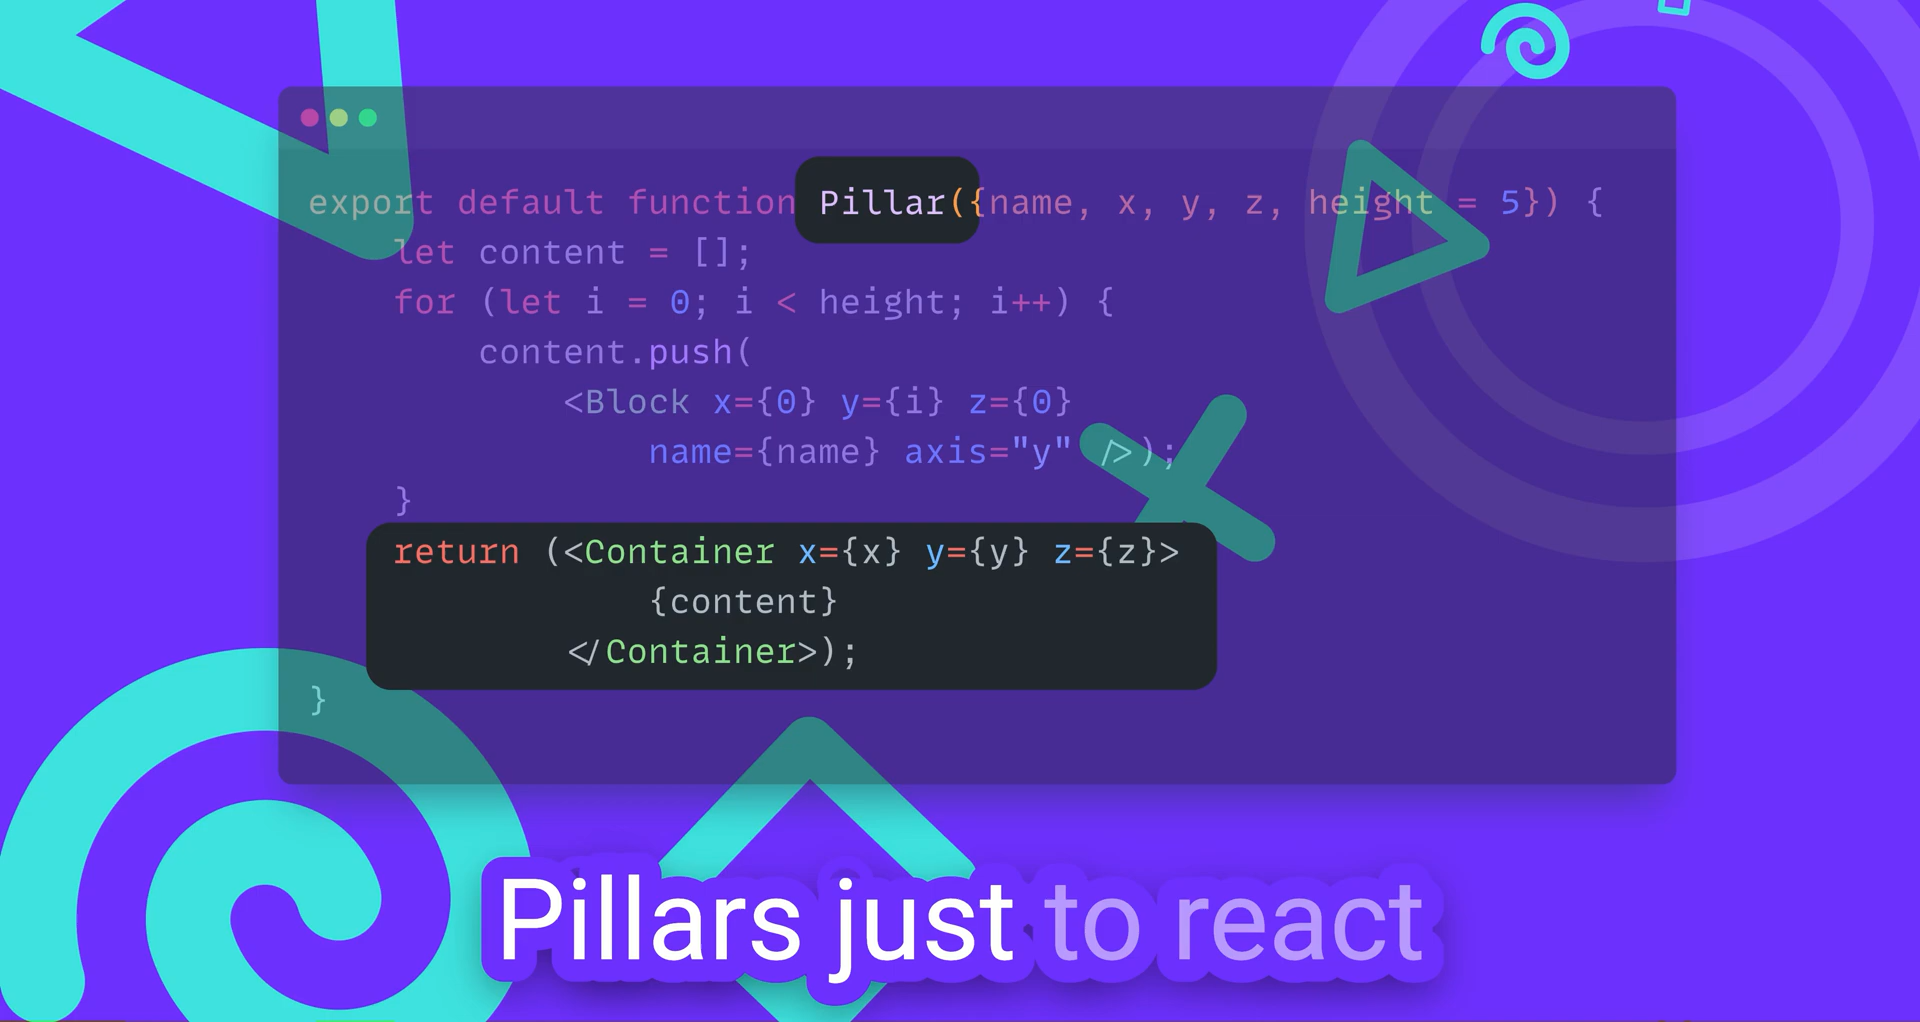 export default function Pillar({name, x, y, z, height = 5}) {
    let content = [];
    for (let i = 0; i < height; i++) {
        content.push(
            <Block x={0} y={i} z={0}
                name={name} axis="y" />);
    }
    return (<Container x={x} y={y} z={z}>
                {content}
            </Container>);
}
Pillars just to react